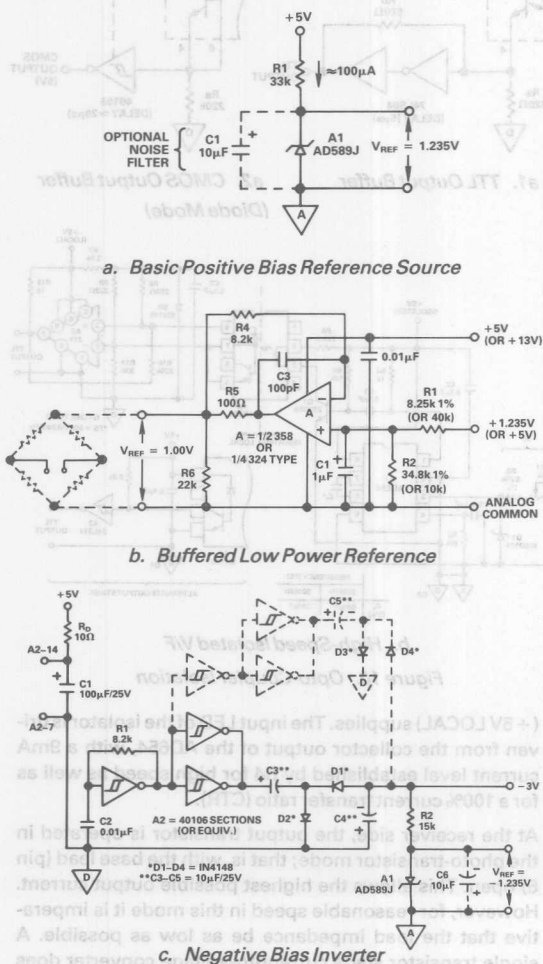 +5V
R1
33k
≈100µA
OPTIONAL
NOISE
FILTER
C1
10µF
+
A1
AD589J
VREF = 1.235V
A
a. Basic Positive Bias Reference Source
R4
8.2k
+5V
(OR +13V)
C3
100pF
0.01µF
R5
100Ω
R1
8.25k 1%
(OR 40k)
A
−
+
+1.235V
(OR +5V)
VREF = 1.00V
A = 1/2 358
OR
1/4 324 TYPE
R6
22k
C1
1µF
+
R2
34.8k 1%
(OR 10k)
ANALOG
COMMON
b. Buffered Low Power Reference
+5V
RD
10Ω
A2–14
+
C1
100µF/25V
A2–7
C5**
+
D3*
D4*
D
R1
8.2k
C3**
+
D1*
−3V
C2
0.01µF
A2 = 40106 SECTIONS
(OR EQUIV.)
D2*
C4**
+
R2
15k
D
*D1–D4 = IN4148
**C3–C5 = 10µF/25V
A1
AD589J
C6
10µF
+
VREF =
−1.235V
A
c. Negative Bias Inverter